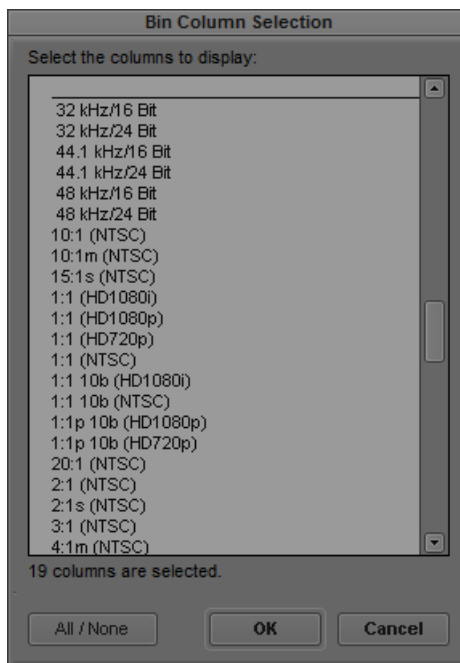 Bin Column Selection
Select the columns to display:
32 kHz/16 Bit
32 kHz/24 Bit
44.1 kHz/16 Bit
44.1 kHz/24 Bit
48 kHz/16 Bit
48 kHz/24 Bit
10:1 (NTSC)
10:1m (NTSC)
15:1s (NTSC)
1:1 (HD1080i)
1:1 (HD1080p)
1:1 (HD720p)
1:1 (NTSC)
1:1 10b (HD1080i)
1:1 10b (NTSC)
1:1p 10b (HD1080p)
1:1p 10b (HD720p)
20:1 (NTSC)
2:1 (NTSC)
2:1s (NTSC)
3:1 (NTSC)
4:1m (NTSC)
19 columns are selected.
All / None
OK
Cancel